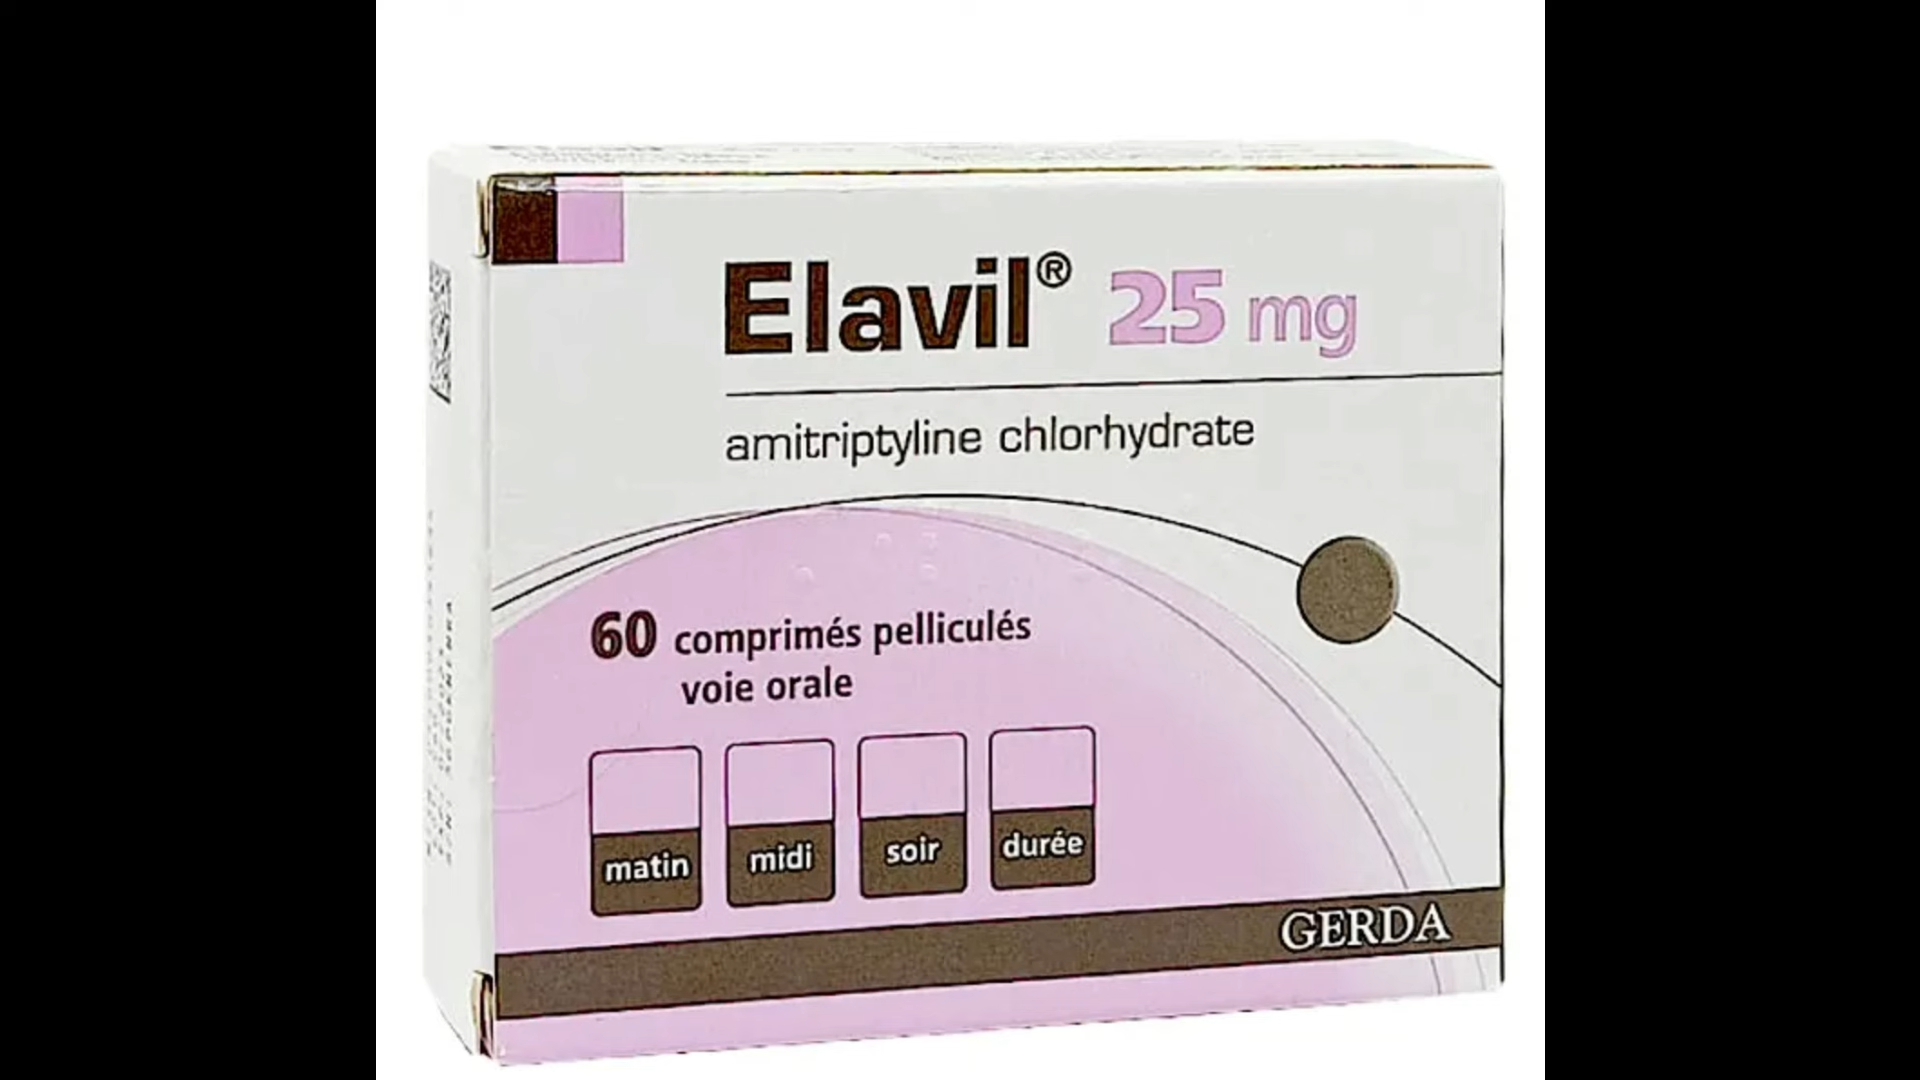 Elavil® 25 mg
amitriptyline chlorhydrate
60 comprimés pelliculés
voie orale
matin midi soir durée
GERDA